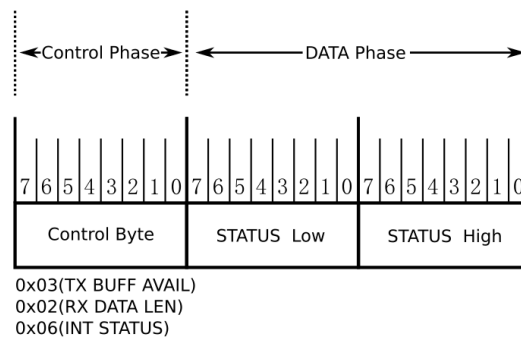 Control Phase DATA Phase
7 6 5 4 3 2 1 0 7 6 5 4 3 2 1 0 7 6 5 4 3 2 1 0
Control Byte STATUS Low STATUS High
0x03(TX BUFF AVAIL)
0x02(RX DATA LEN)
0x06(INT STATUS)